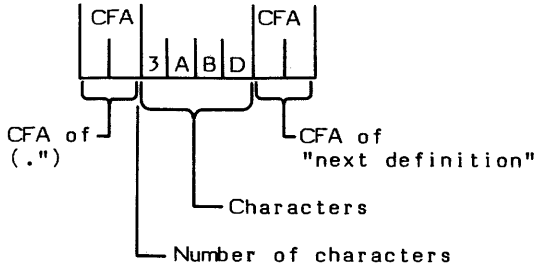 CFA CFA
3 A B D
CFA of CFA of
(.") "next definition"
Characters
Number of characters